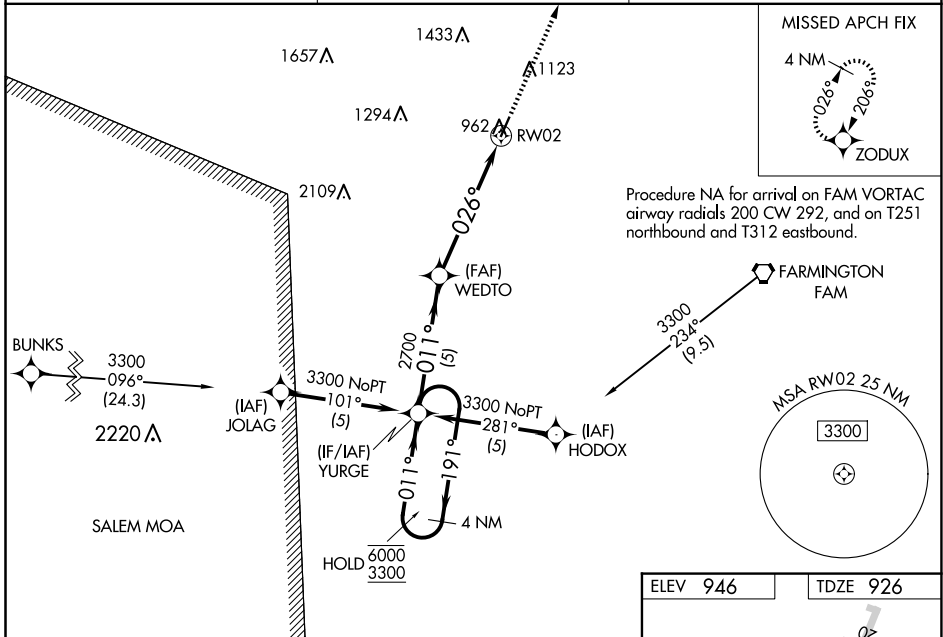 MISSED APCH FIX
4 NM
026°
206°
ZODUX
1433
1657
1123
1294
962
RW02
2109
026°
Procedure NA for arrival on FAM VORTAC
airway radials 200 CW 292, and on T251
northbound and T312 eastbound.
(FAF)
WEDTO
FARMINGTON
FAM
3300
234°
(9.5)
2700
011°
(5)
BUNKS
3300
096°
(24.3)
2220
(IAF)
JOLAG
3300 NoPT
101°
(5)
3300 NoPT
281°
(5)
(IAF)
HODOX
(IF/IAF)
YURGE
011°
191°
4 NM
HOLD
6000
3300
SALEM MOA
MSA RW02 25 NM
3300
ELEV 946
TDZE 926